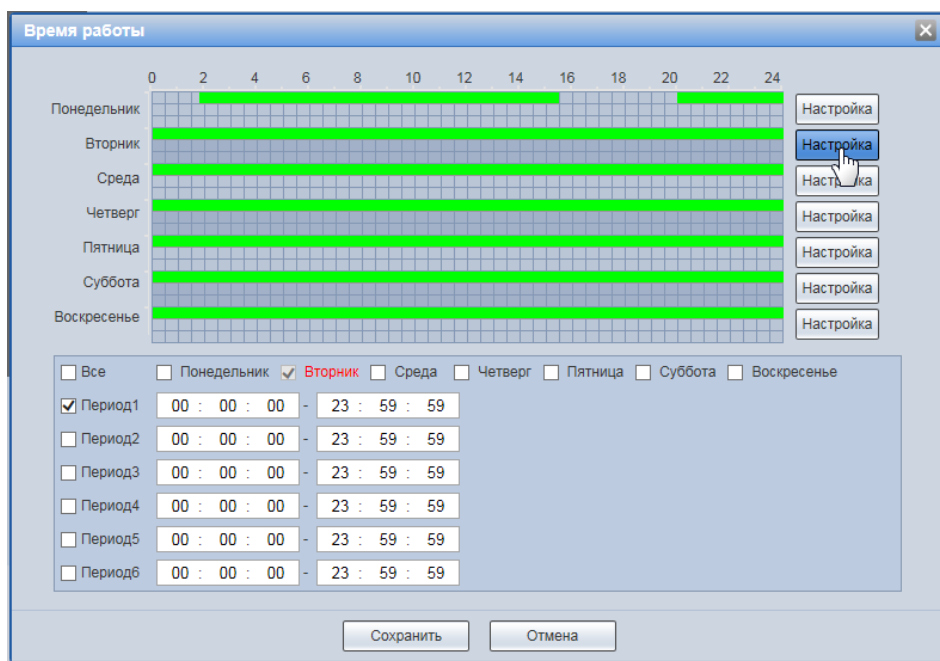 Время работы
0 2 4 6 8 10 12 14 16 18 20 22 24
Понедельник Настройка
Вторник Настройка
Среда Настройка
Четверг Настройка
Пятница Настройка
Суббота Настройка
Воскресенье Настройка
Все Понедельник Вторник Среда Четверг Пятница Суббота Воскресенье
Период1 00 : 00 : 00 - 23 : 59 : 59
Период2 00 : 00 : 00 - 23 : 59 : 59
Период3 00 : 00 : 00 - 23 : 59 : 59
Период4 00 : 00 : 00 - 23 : 59 : 59
Период5 00 : 00 : 00 - 23 : 59 : 59
Период6 00 : 00 : 00 - 23 : 59 : 59
Сохранить Отмена